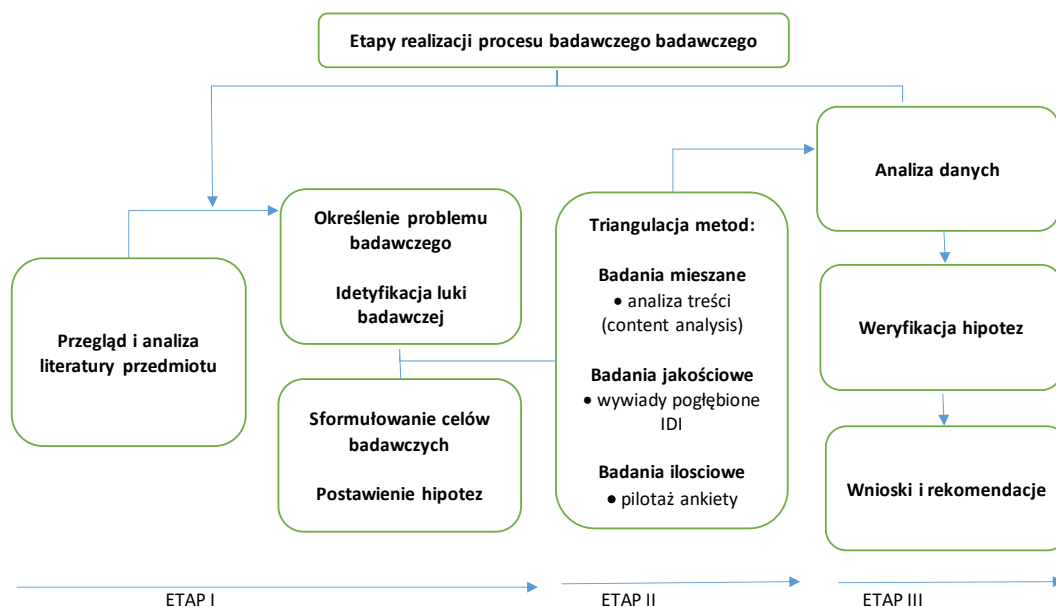 Etapy realizacji procesu badawczego badawczego
Przegląd i analiza
literatury przedmiotu
Określenie problemu
badawczego
Idetyfikacja luki
badawczej
Sformułowanie celów
badawczych
Postawienie hipotez
Triangulacja metod:
Badania mieszane
• analiza treści
(content analysis)
Badania jakościowe
• wywiady pogłębione
IDI
Badania ilosciowe
• pilotaż ankiety
Analiza danych
Weryfikacja hipotez
Wnioski i rekomendacje
ETAP I
ETAP II
ETAP III